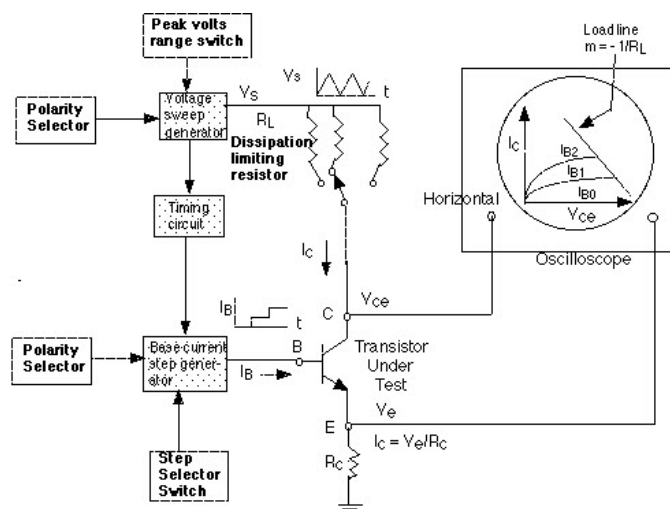 Peak volts
range switch
Polarity
Selector
Voltage
sweep
generator
VS
RL
Dissipation
limiting
resistor
Vs
t
Load line
m = - 1/RL
IC
IB2
IB1
IB0
Vce
Horizontal
Oscilloscope
Timing
circuit
IC
C
Vce
IB
t
Polarity
Selector
Base current
step gener-
ator
B
IB
Transistor
Under
Test
Ve
E
IC = Ve/RC
RC
Step
Selector
Switch